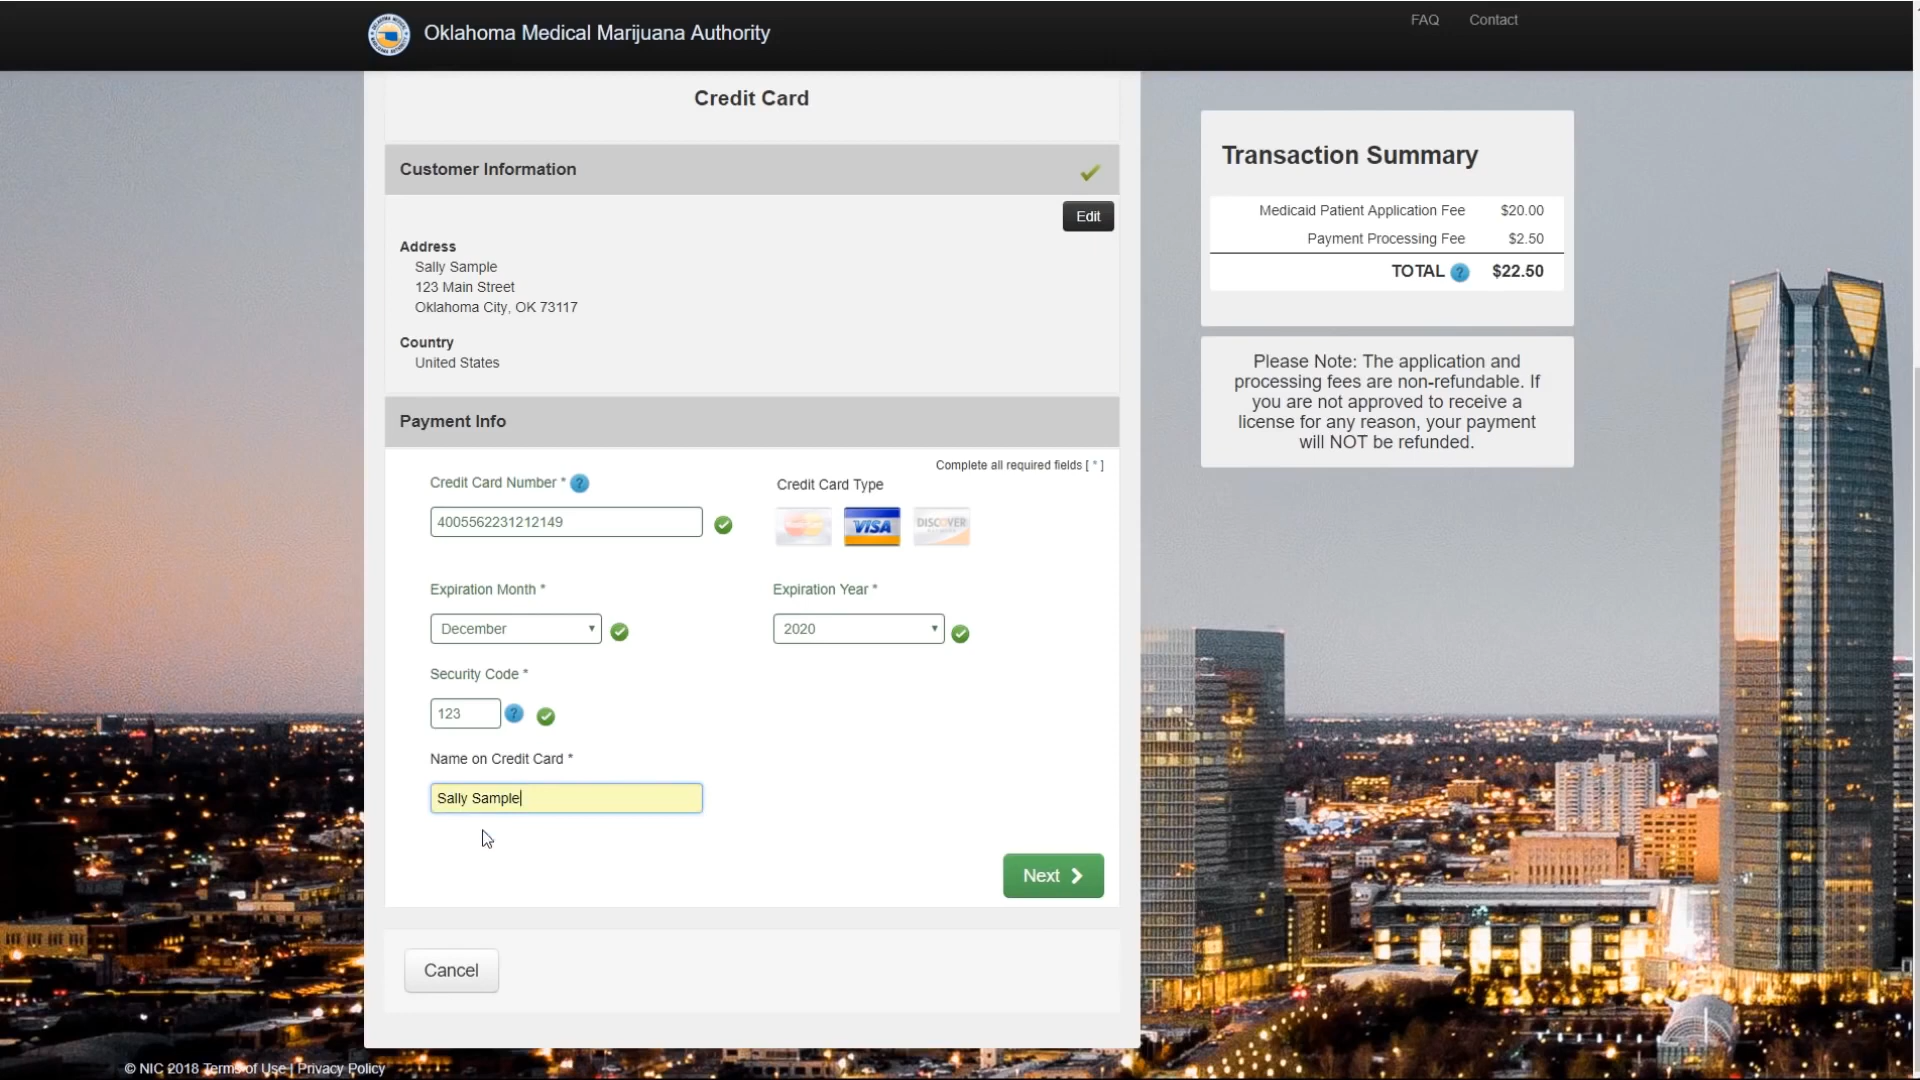 Oklahoma Medical Marijuana Authority
FAQ
Contact
Credit Card
Customer Information
Edit
Address
Sally Sample
123 Main Street
Oklahoma City, OK 73117
Country
United States
Payment Info
Complete all required fields [ * ]
Credit Card Number *
4005562231212149
Credit Card Type
MasterCard
VISA
DISCOVER
Expiration Month *
December
Expiration Year *
2020
Security Code *
123
Name on Credit Card *
Sally Sample
Next
Cancel
Transaction Summary
Medicaid Patient Application Fee $20.00
Payment Processing Fee $2.50
TOTAL ? $22.50
Please Note: The application and
processing fees are non-refundable. If
you are not approved to receive a
license for any reason, your payment
will NOT be refunded.
© NIC 2018 Terms of Use | Privacy Policy